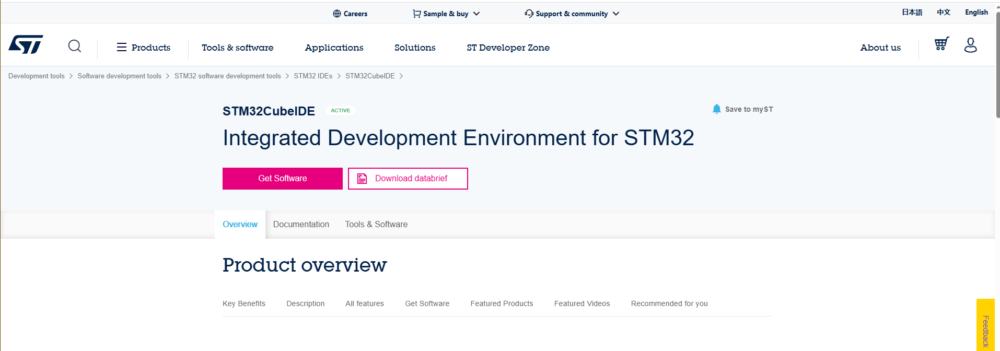 Careers Sample & buy Support & community 日本語 中文 English
ST Products Tools & software Applications Solutions ST Developer Zone About us
Development tools Software development tools STM32 software development tools STM32 IDEs STM32CubeIDE
STM32CubeIDE ACTIVE Save to myST
Integrated Development Environment for STM32
Get Software Download databrief
Overview Documentation Tools & Software
Product overview
Key Benefits Description All features Get Software Featured Products Featured Videos Recommended for you
Feedback